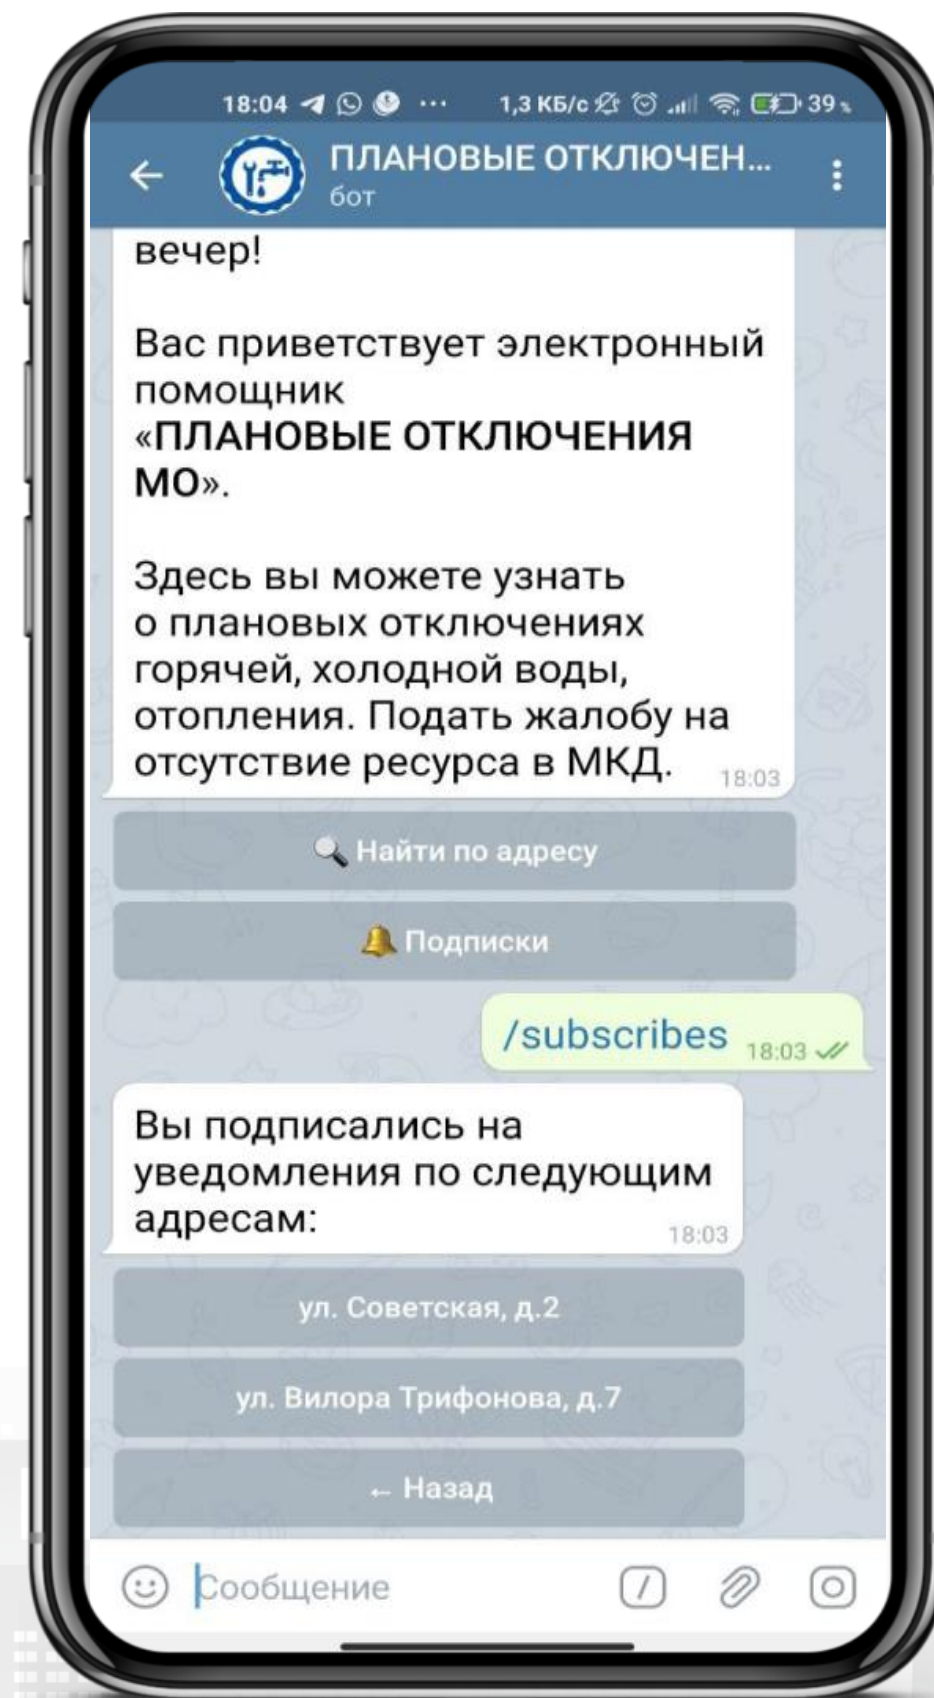 18:04 ... 1,3 КБ/с 39 %
ПЛАНОВЫЕ ОТКЛЮЧЕН...
бот
вечер!
Вас приветствует электронный
помощник
«ПЛАНОВЫЕ ОТКЛЮЧЕНИЯ
МО».
Здесь вы можете узнать
о плановых отключениях
горячей, холодной воды,
отопления. Подать жалобу на
отсутствие ресурса в МКД. 18:03
Найти по адресу
Подписки
/subscribes 18:03
Вы подписались на
уведомления по следующим
адресам: 18:03
ул. Советская, д.2
ул. Вилора Трифонова, д.7
← Назад
Сообщение